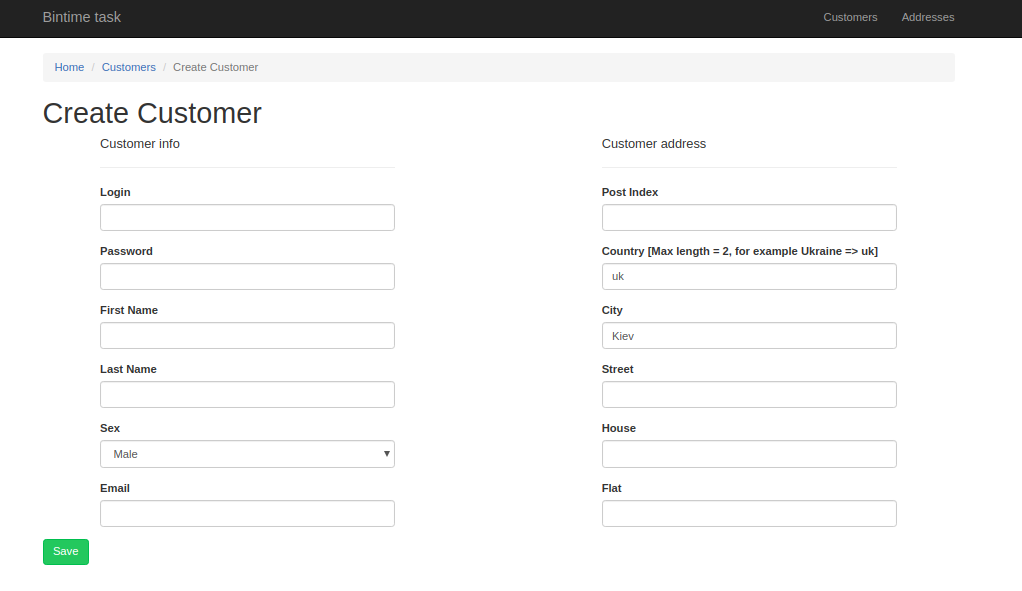 Bintime task
Customers
Addresses
Home / Customers / Create Customer
Create Customer
Customer info
Login
Password
First Name
Last Name
Sex
Male
Email
Customer address
Post Index
Country [Max length = 2, for example Ukraine => uk]
uk
City
Kiev
Street
House
Flat
Save